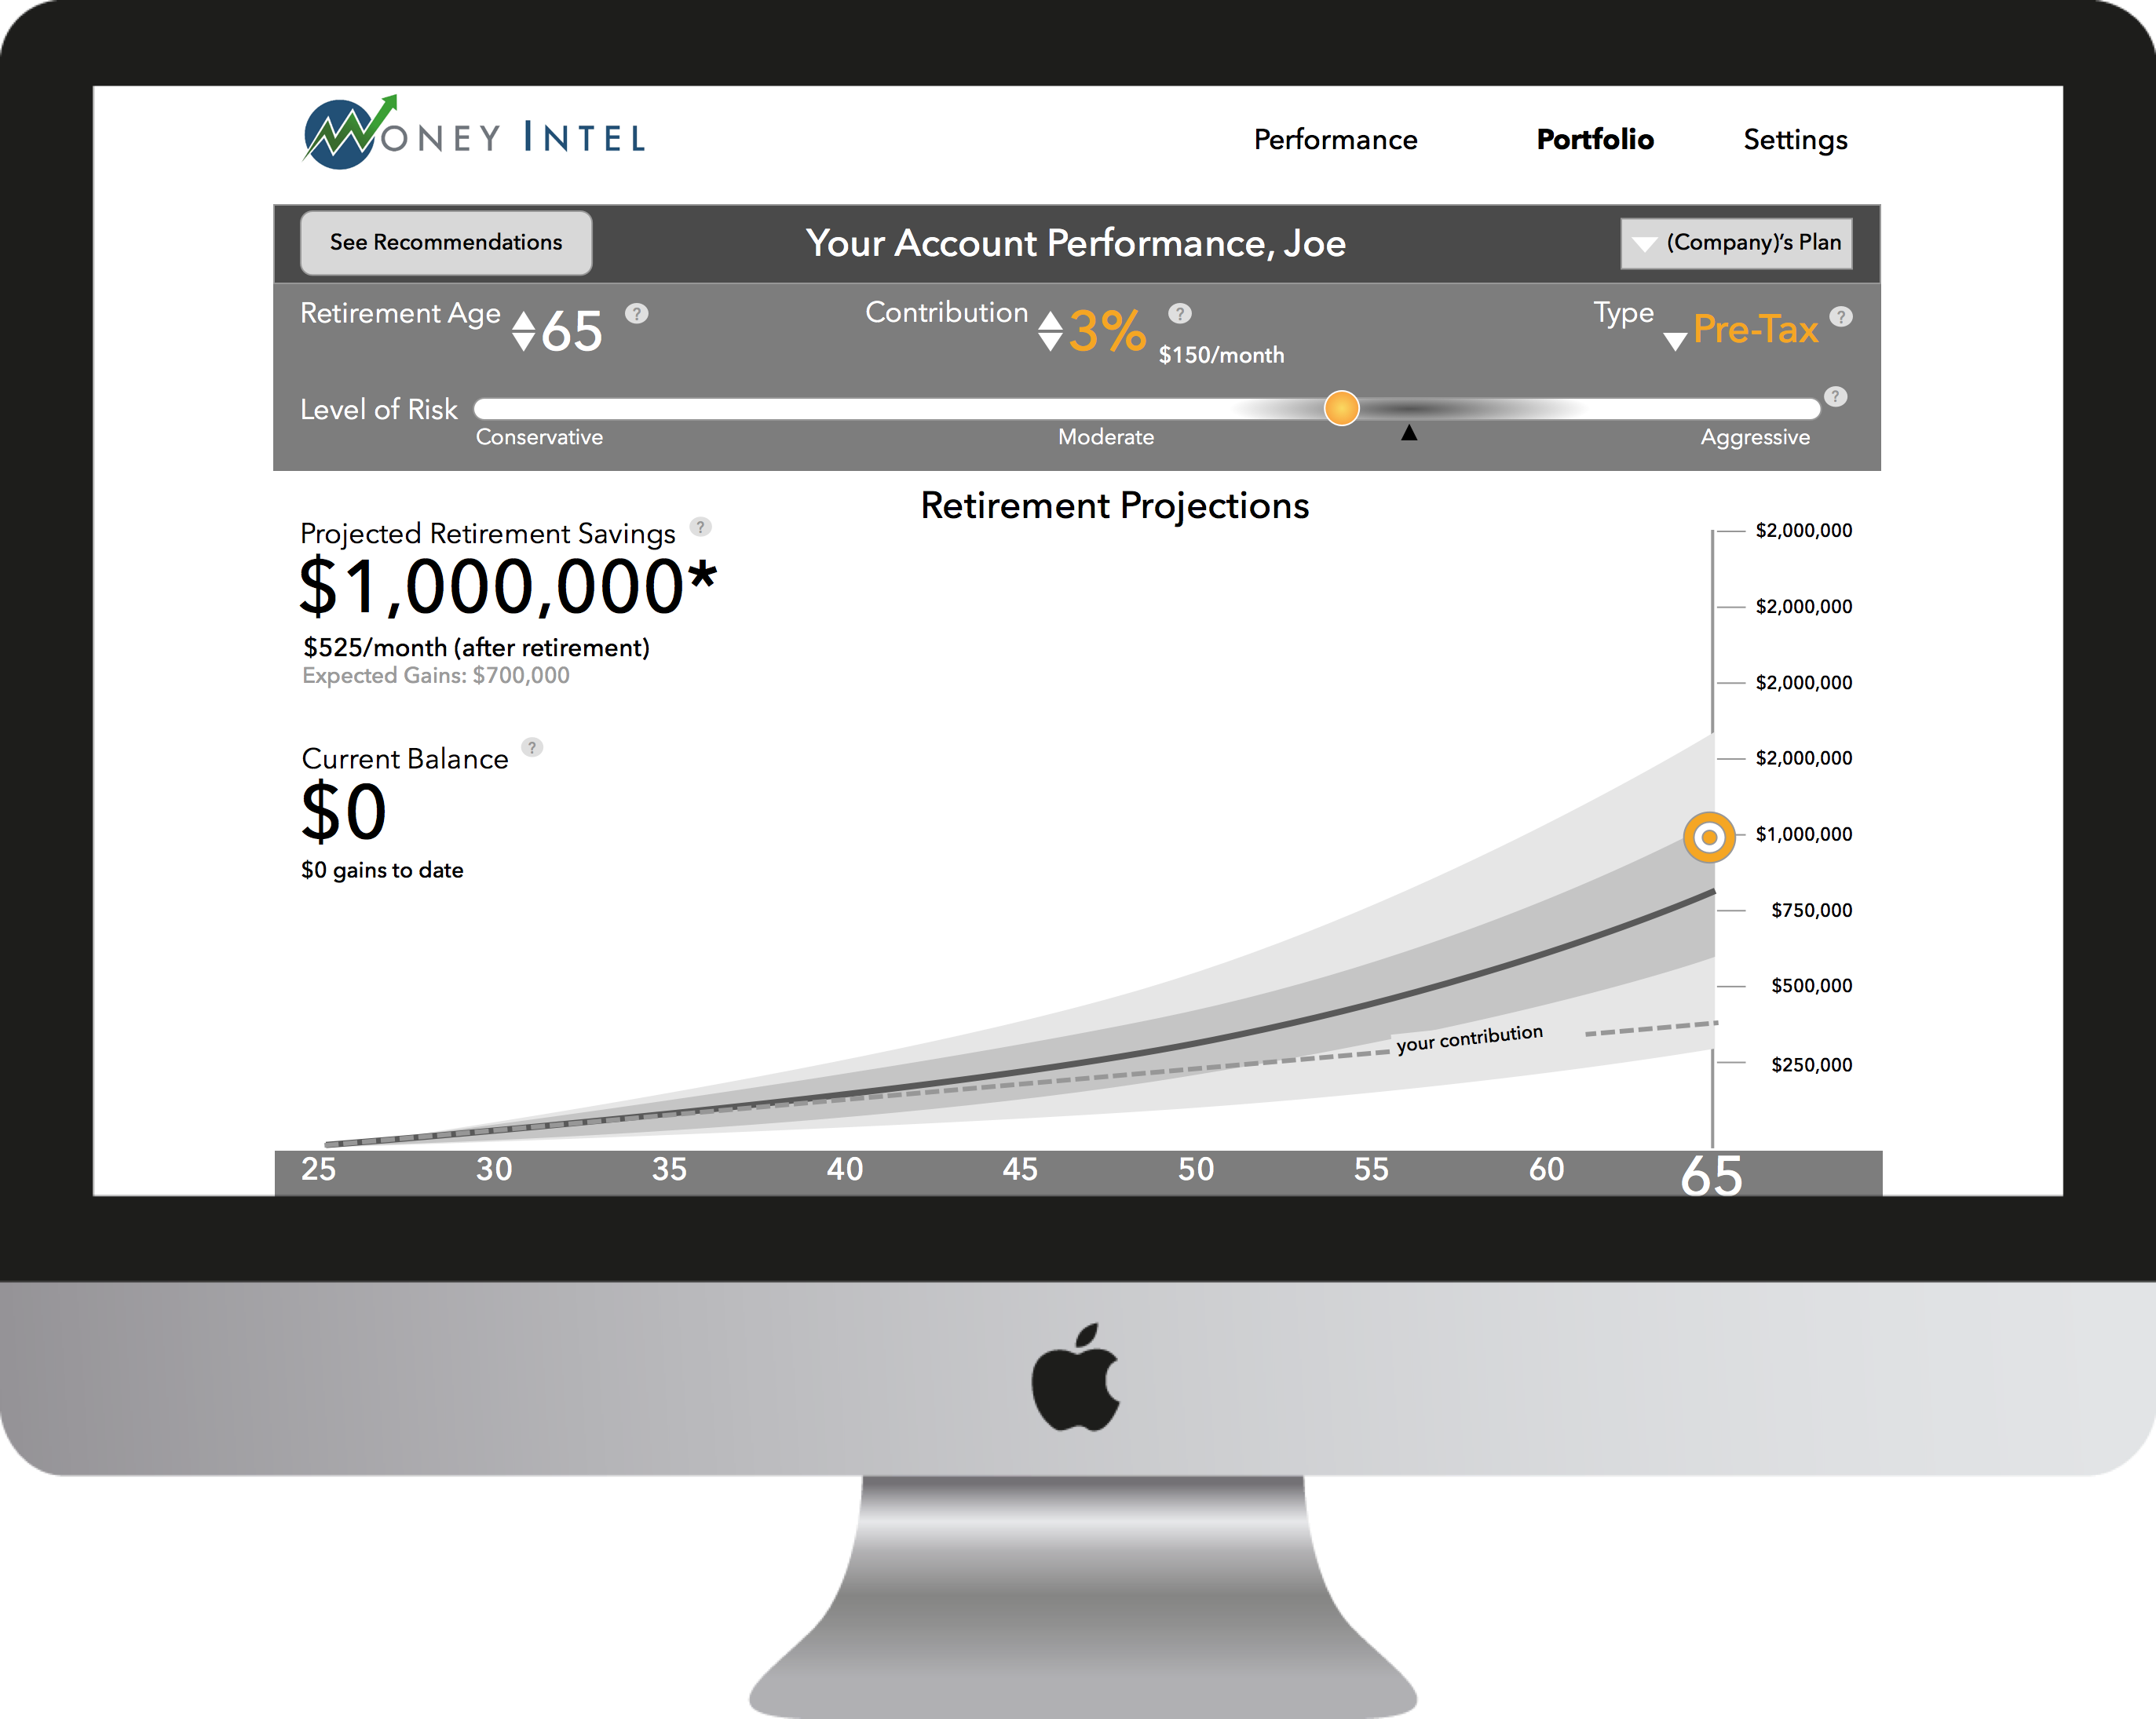 MONEY INTEL
Performance Portfolio Settings
See Recommendations
Your Account Performance, Joe
(Company)'s Plan
Retirement Age 65 ?
Contribution 3% ?
$150/month
Type Pre-Tax ?
Level of Risk ?
Conservative Moderate Aggressive
Retirement Projections
Projected Retirement Savings ?
$1,000,000*
$525/month (after retirement)
Expected Gains: $700,000
Current Balance ?
$0
$0 gains to date
$2,000,000
$2,000,000
$2,000,000
$2,000,000
$1,000,000
$750,000
$500,000
$250,000
your contribution
25 30 35 40 45 50 55 60 65